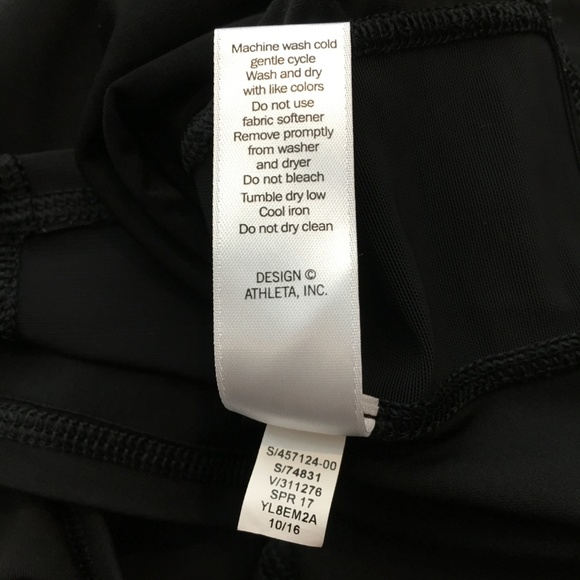 Machine wash cold
gentle cycle
Wash and dry
with like colors
Do not use
fabric softener
Remove promptly
from washer
and dryer
Do not bleach
Tumble dry low
Cool iron
Do not dry clean
DESIGN ©
ATHLETA, INC.
S/457124-00
S/74831
V/311276
SPR 17
YL8EM2A
10/16